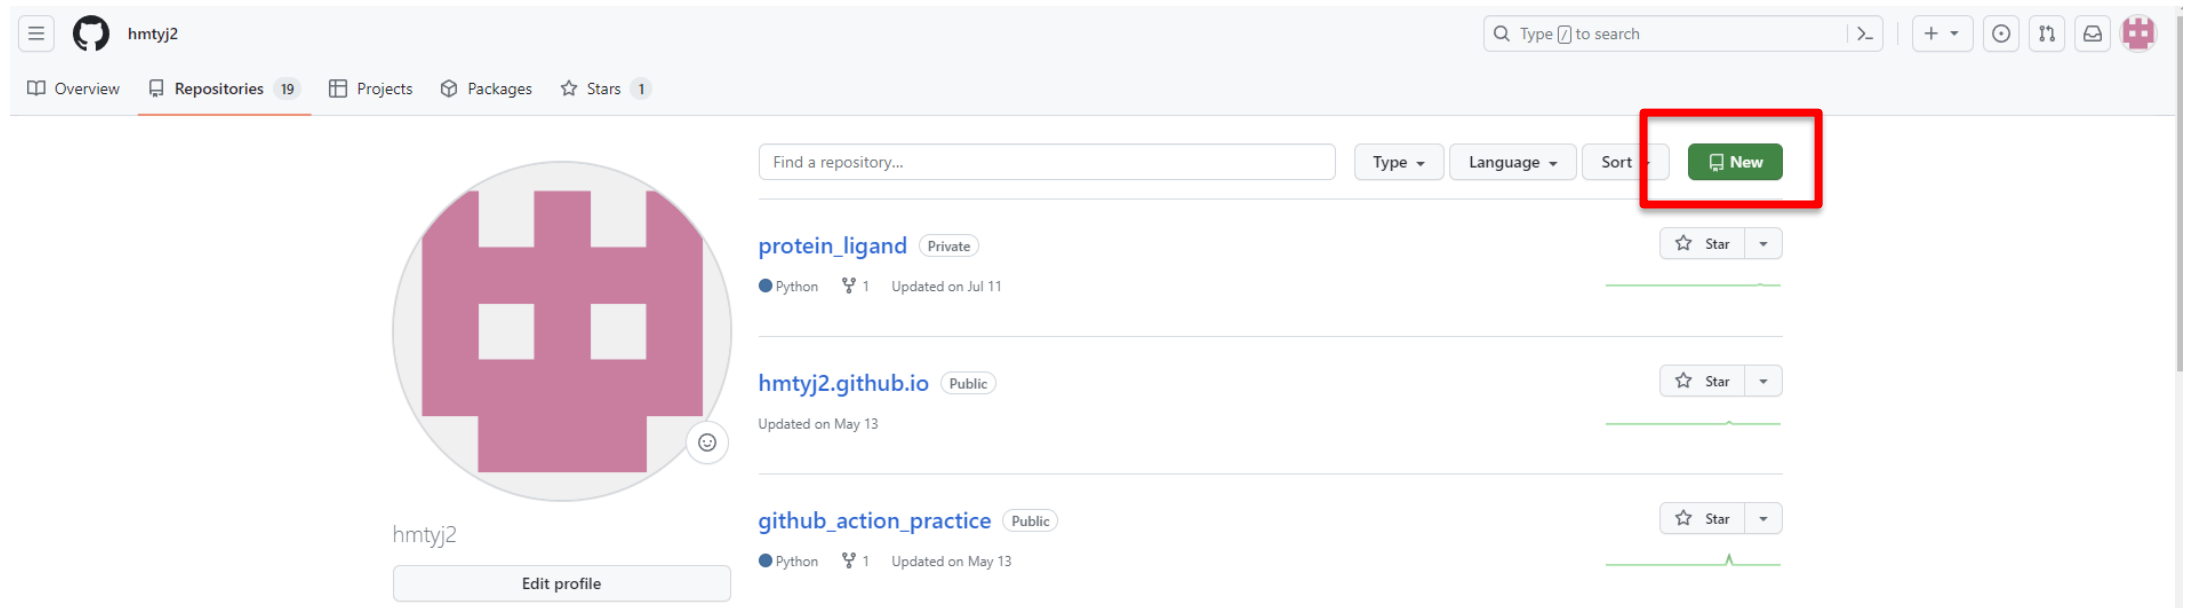 hmtyj2
Type / to search
Overview Repositories 19 Projects Packages Stars 1
Find a repository... Type Language Sort New
protein_ligand Private Star
Python 1 Updated on Jul 11
hmtyj2.github.io Public Star
Updated on May 13
github_action_practice Public Star
Python 1 Updated on May 13
hmtyj2
Edit profile